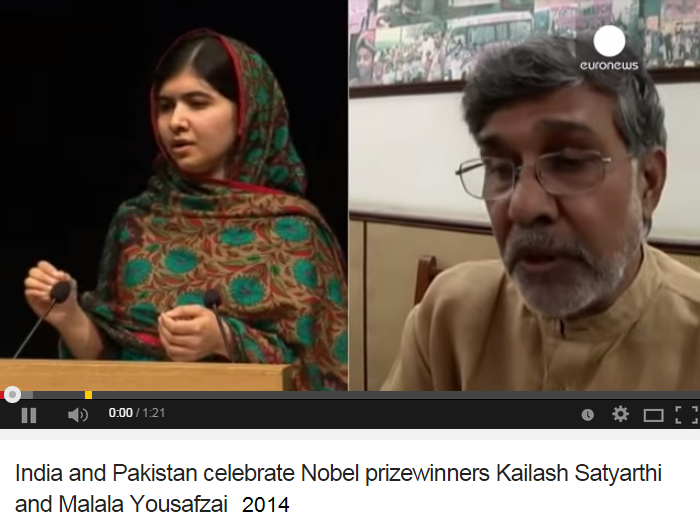 euronews
0:00 / 1:21
India and Pakistan celebrate Nobel prizewinners Kailash Satyarthi
and Malala Yousafzai 2014